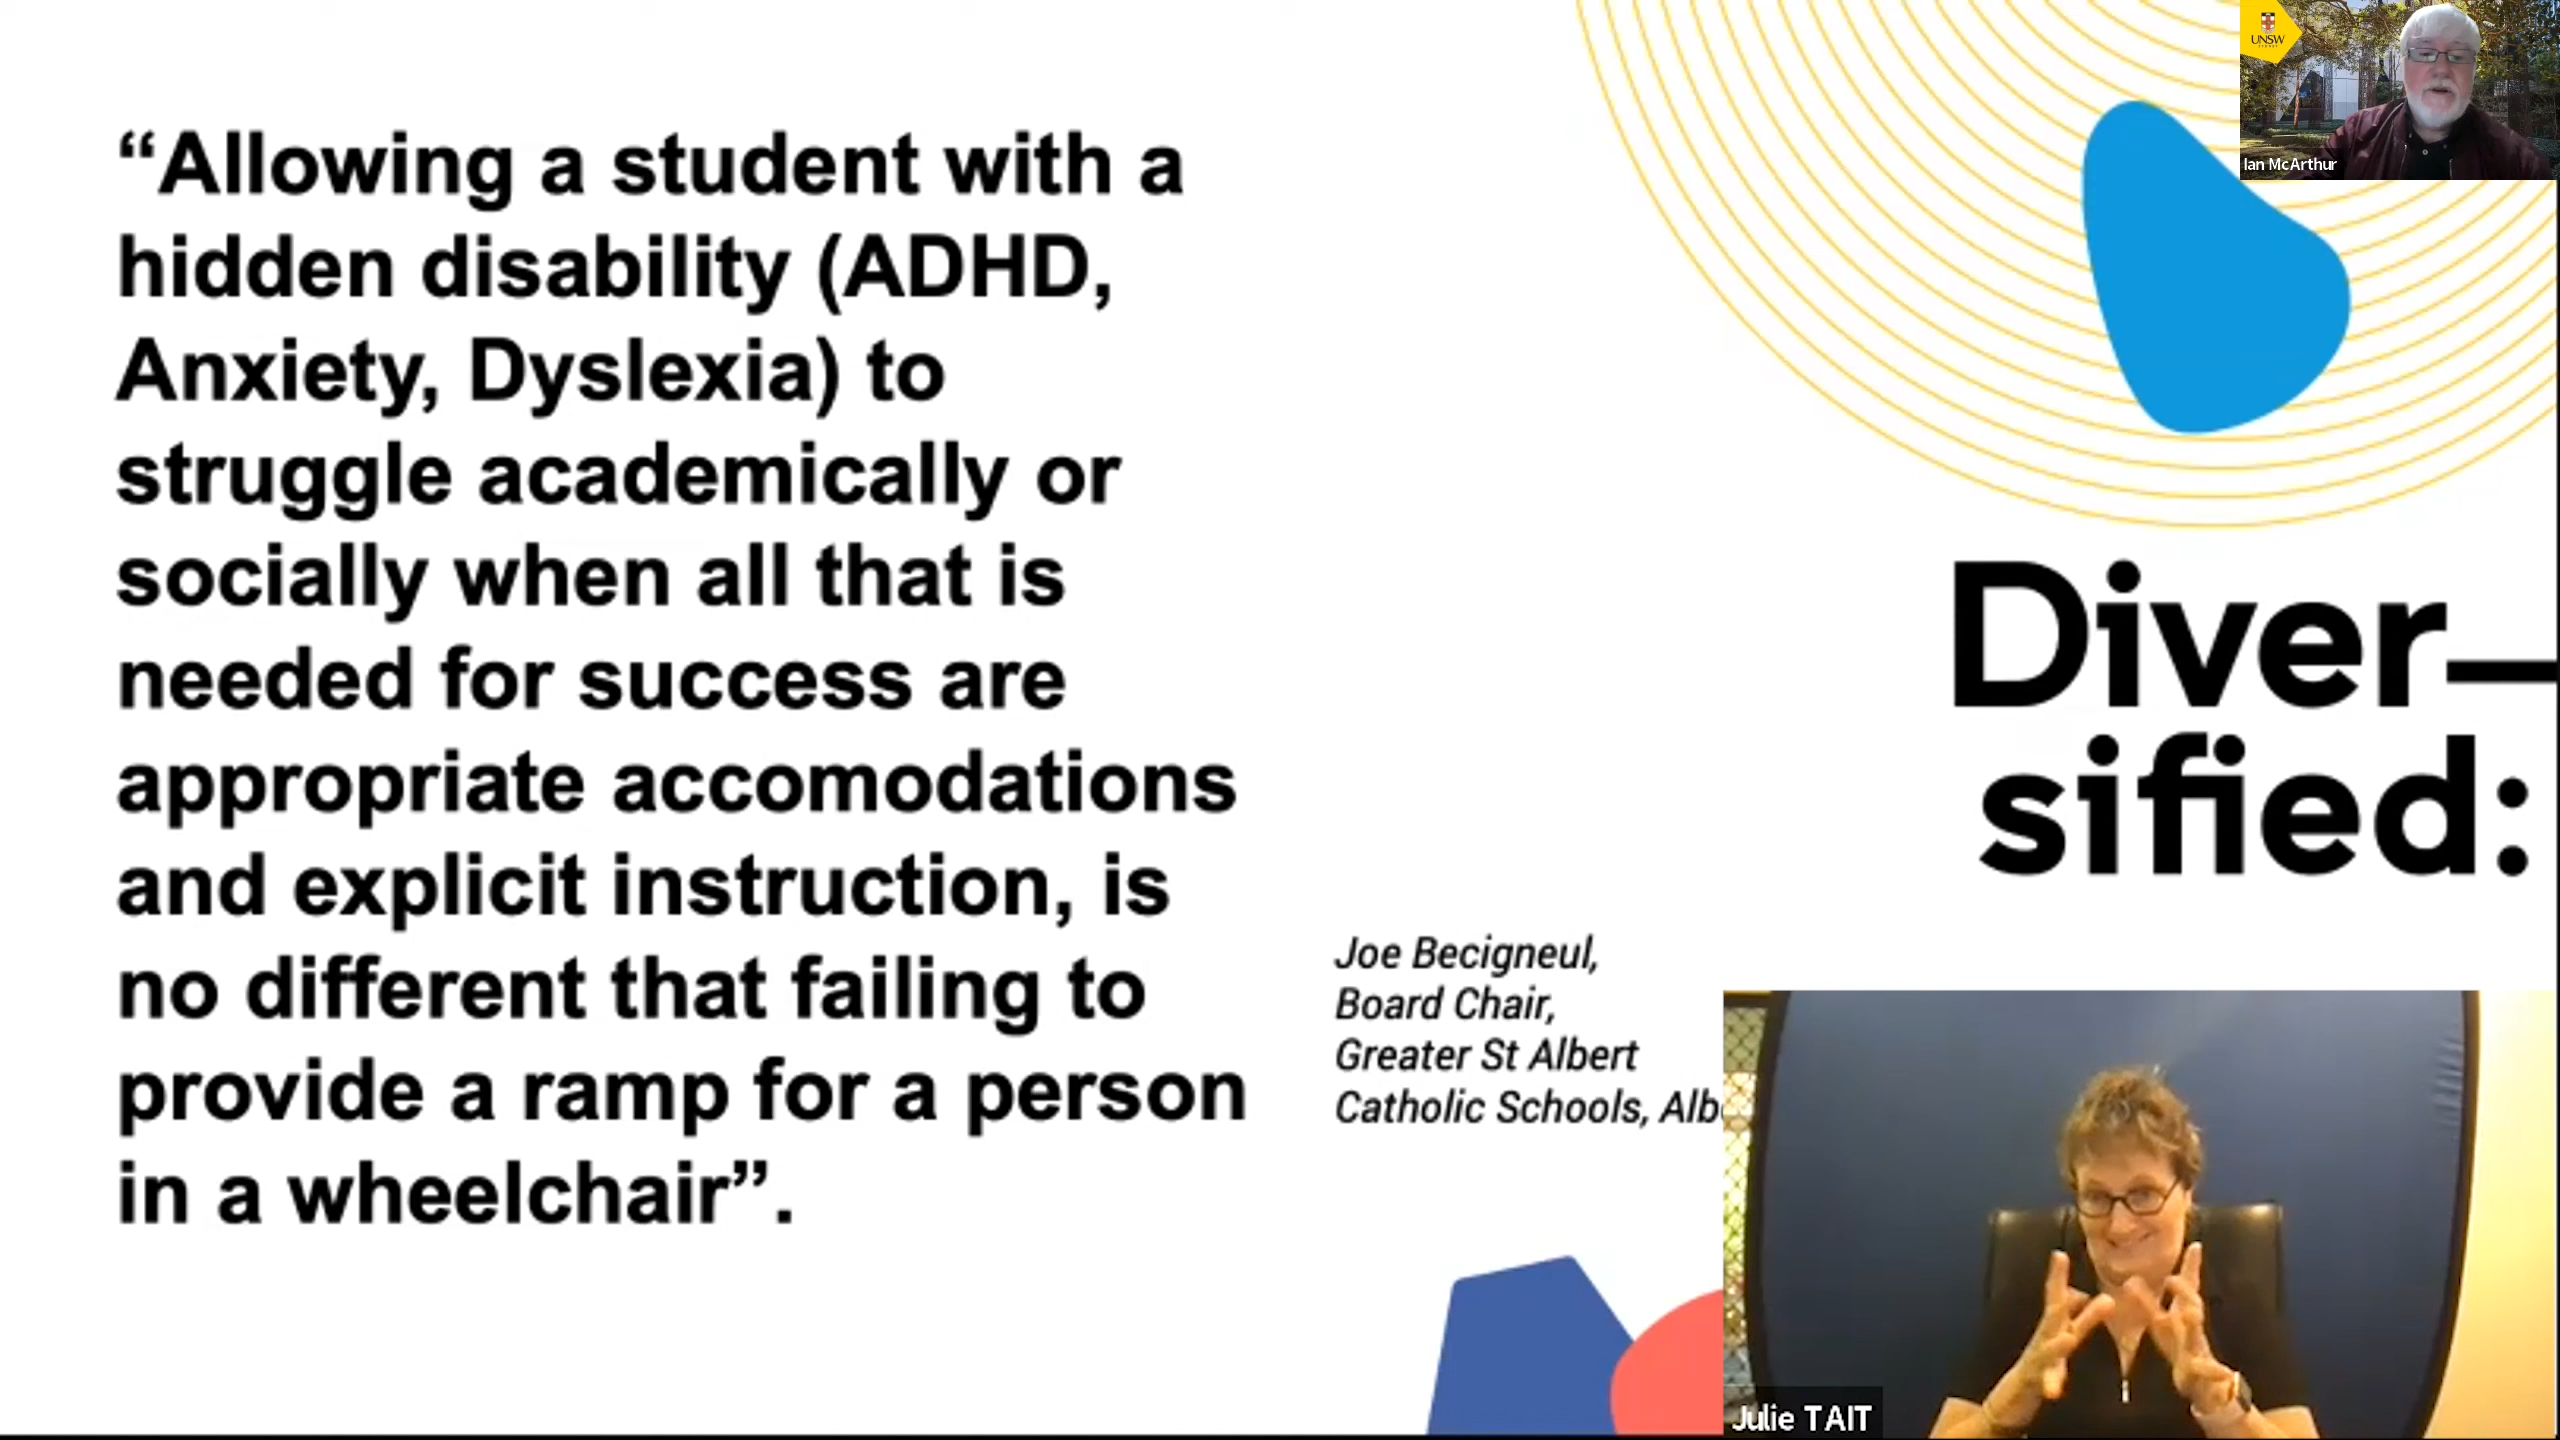 “Allowing a student with a
hidden disability (ADHD,
Anxiety, Dyslexia) to
struggle academically or
socially when all that is
needed for success are
appropriate accomodations
and explicit instruction, is
no different that failing to
provide a ramp for a person
in a wheelchair”.
Joe Becigneul,
Board Chair,
Greater St Albert
Catholic Schools,
Diver—
sified:
UNSW
Ian McArthur
Julie TAIT